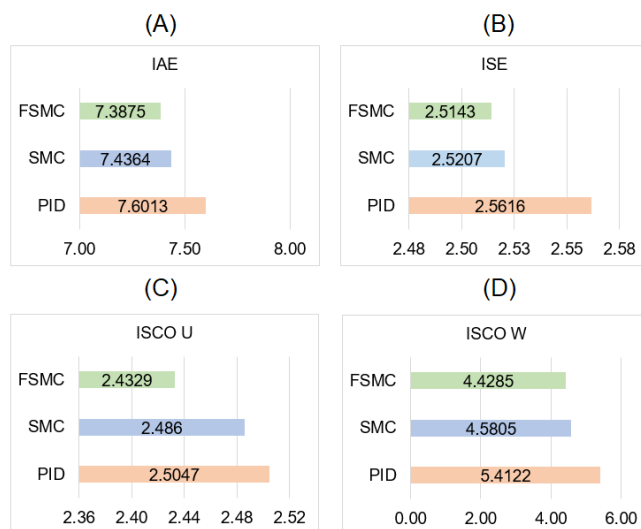 (A)
IAE
FSMC 7.3875
SMC 7.4364
PID 7.6013
7.00 7.50 8.00
(B)
ISE
FSMC 2.5143
SMC 2.5207
PID 2.5616
2.48 2.50 2.53 2.55 2.58
(C)
ISCO U
FSMC 2.4329
SMC 2.486
PID 2.5047
2.36 2.40 2.44 2.48 2.52
(D)
ISCO W
FSMC 4.4285
SMC 4.5805
PID 5.4122
0.00 2.00 4.00 6.00